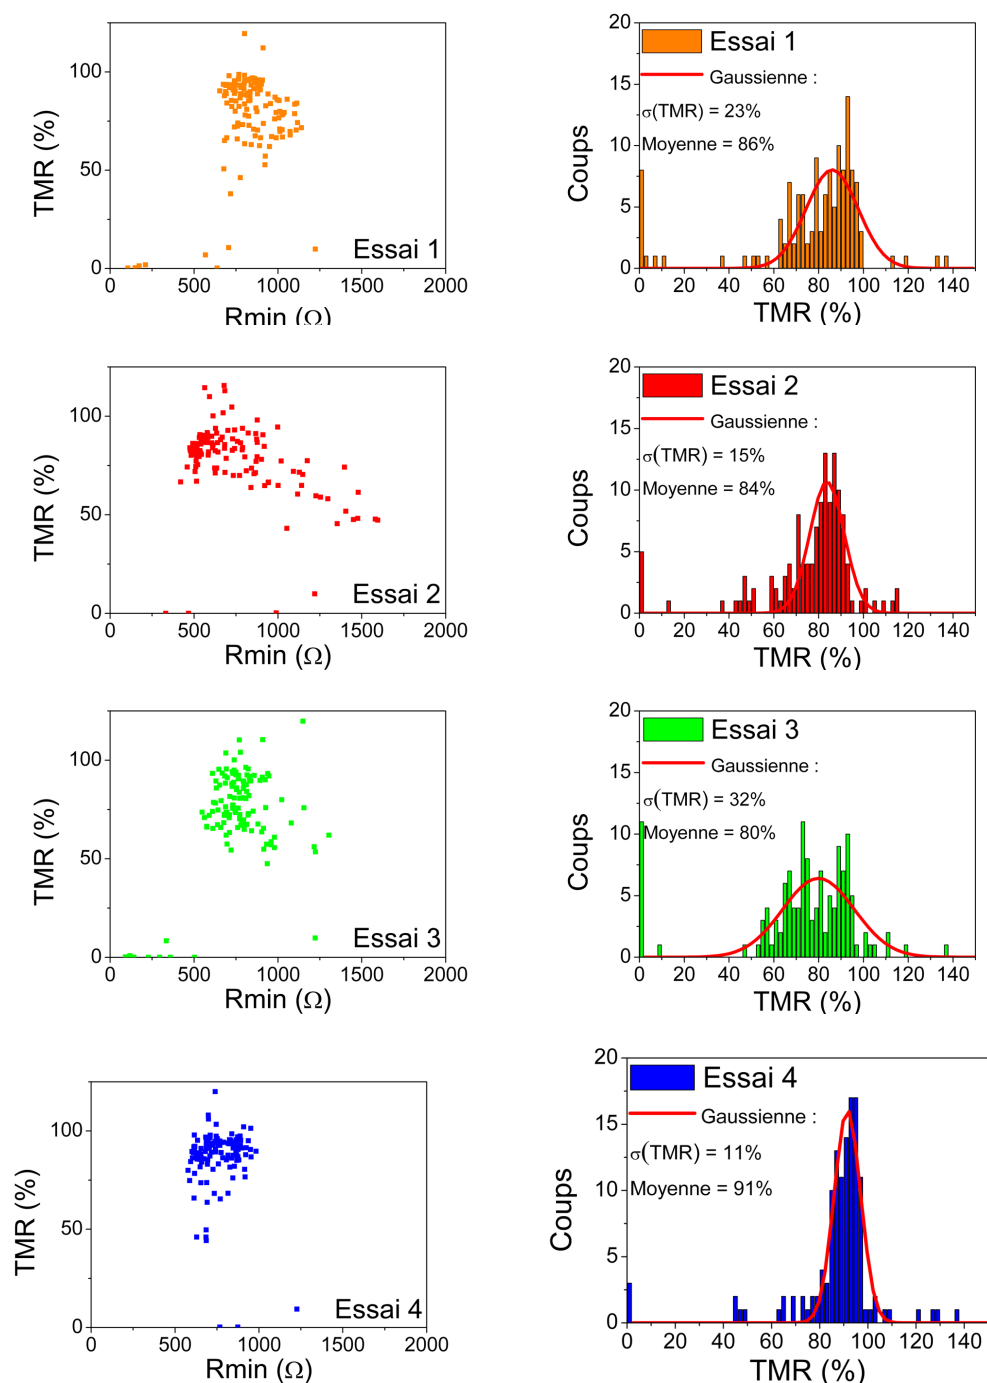 100
50
0
TMR (%)
0 500 1000 1500 2000
Rmin (Ω)
Essai 1
20
15
10
5
0
Coups
Essai 1
Gaussienne :
σ(TMR) = 23%
Moyenne = 86%
0 20 40 60 80 100 120 140
TMR (%)
100
50
0
TMR (%)
0 500 1000 1500 2000
Rmin (Ω)
Essai 2
20
15
10
5
0
Coups
Essai 2
Gaussienne :
σ(TMR) = 15%
Moyenne = 84%
0 20 40 60 80 100 120 140
TMR (%)
100
50
0
TMR (%)
0 500 1000 1500 2000
Rmin (Ω)
Essai 3
20
15
10
5
0
Coups
Essai 3
Gaussienne :
σ(TMR) = 32%
Moyenne = 80%
0 20 40 60 80 100 120 140
TMR (%)
100
50
0
TMR (%)
0 500 1000 1500 2000
Rmin (Ω)
Essai 4
20
15
10
5
0
Coups
Essai 4
Gaussienne :
σ(TMR) = 11%
Moyenne = 91%
0 20 40 60 80 100 120 140
TMR (%)